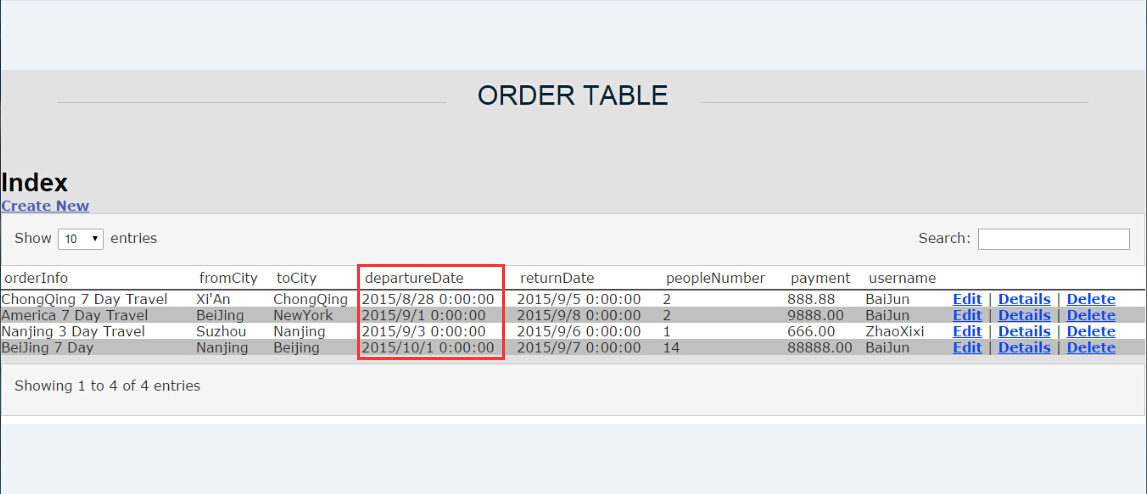 ORDER TABLE
Index
Create New
Show 10 entries Search:
orderInfo fromCity toCity departureDate returnDate peopleNumber payment username
ChongQing 7 Day Travel Xi'An ChongQing 2015/8/28 0:00:00 2015/9/5 0:00:00 2 888.88 BaiJun Edit | Details | Delete
America 7 Day Travel BeiJing NewYork 2015/9/1 0:00:00 2015/9/8 0:00:00 2 9888.00 BaiJun Edit | Details | Delete
Nanjing 3 Day Travel Suzhou Nanjing 2015/9/3 0:00:00 2015/9/6 0:00:00 1 666.00 ZhaoXixi Edit | Details | Delete
BeiJing 7 Day Nanjing Beijing 2015/10/1 0:00:00 2015/9/7 0:00:00 14 88888.00 BaiJun Edit | Details | Delete
Showing 1 to 4 of 4 entries